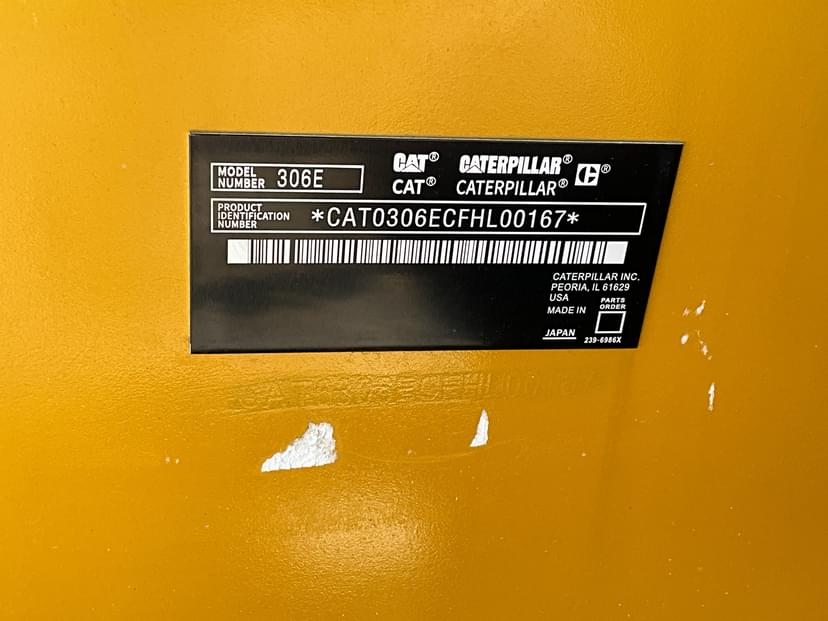 CAT® CATERPILLAR® C®
MODEL NUMBER 306E
CAT® CATERPILLAR®
PRODUCT IDENTIFICATION NUMBER *CAT0306ECFHL00167*
CATERPILLAR INC.
PEORIA, IL 61629
USA
PARTS ORDER
MADE IN
JAPAN
239-6986X
CAT0306ECFHL00167